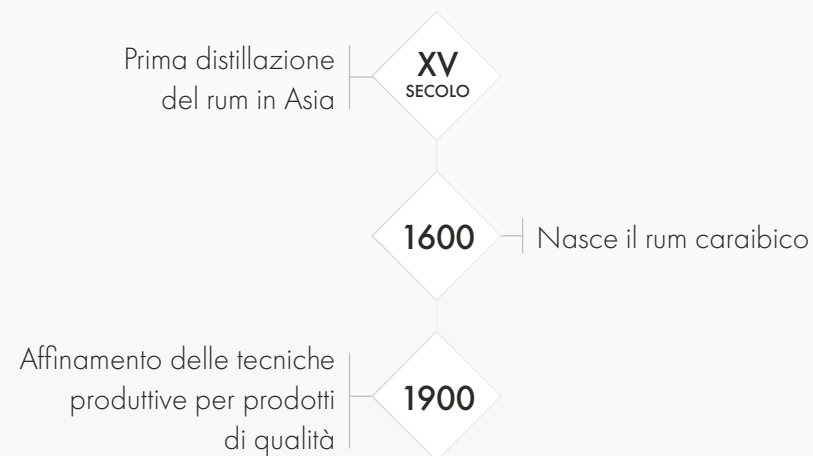 Prima distillazione
del rum in Asia
XV
SECOLO
1600
Nasce il rum caraibico
Affinamento delle tecniche
produttive per prodotti
di qualità
1900